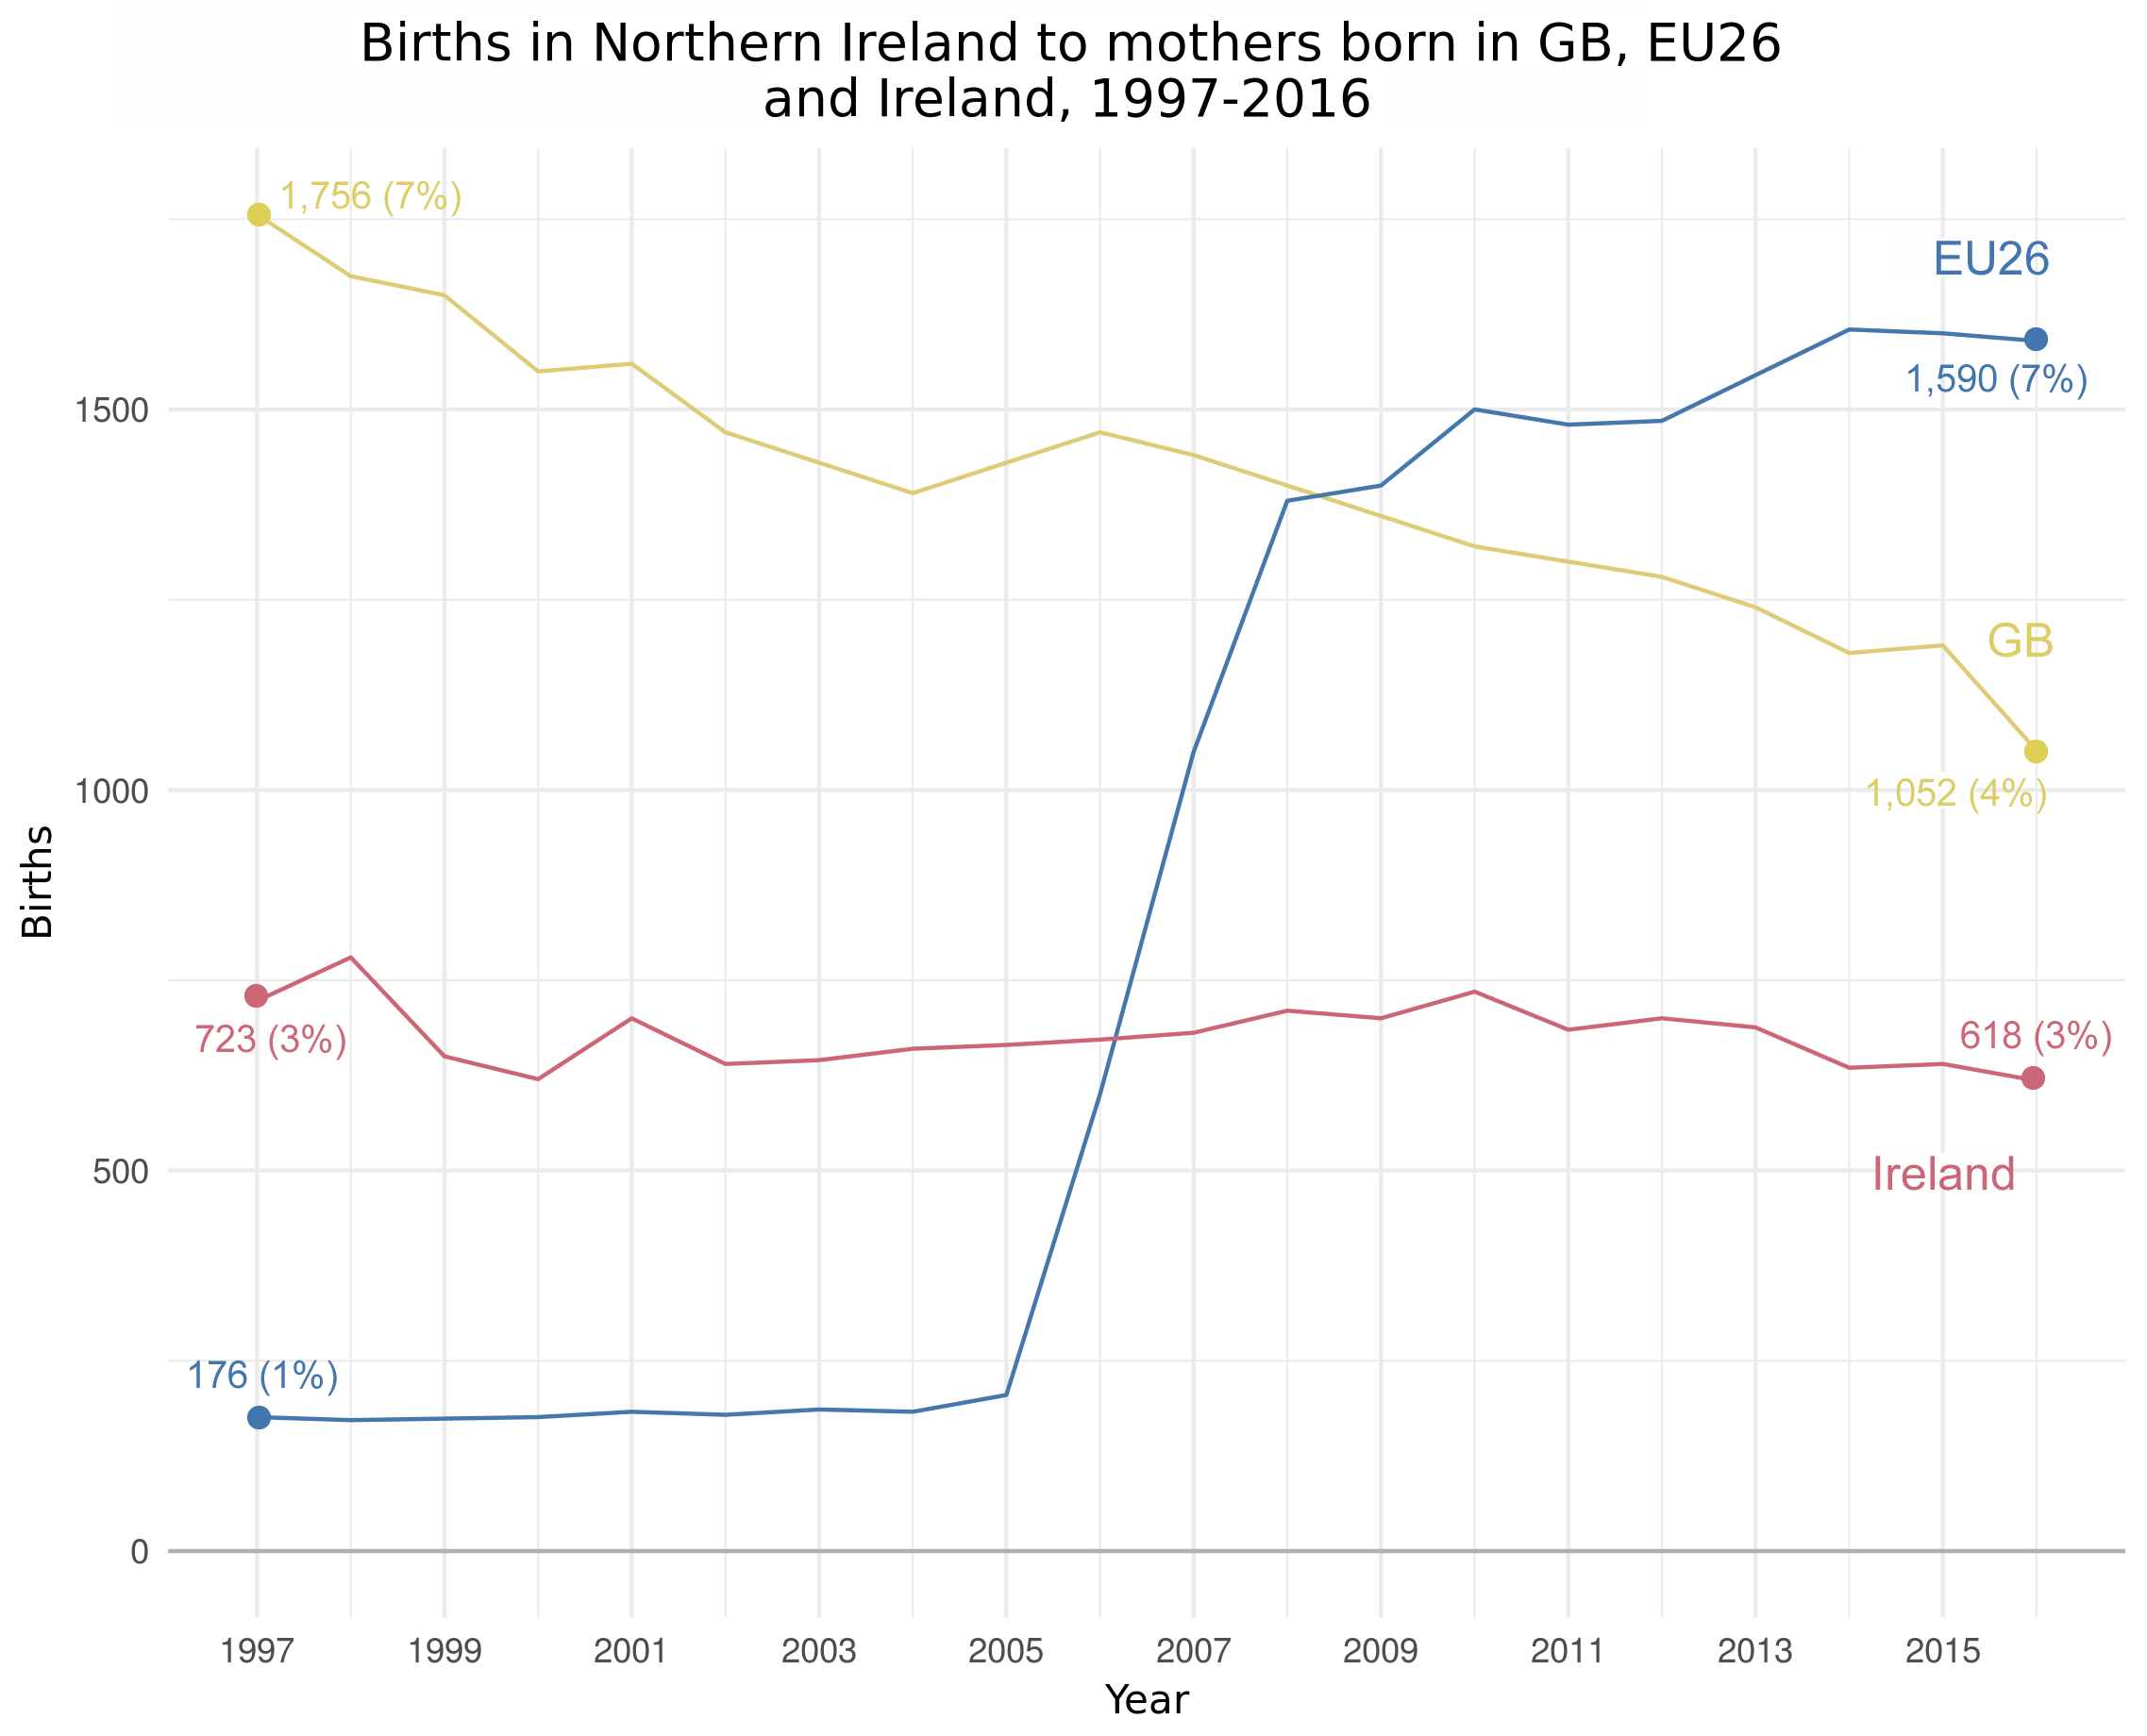 Births in Northern Ireland to mothers born in GB, EU26
and Ireland, 1997-2016
1,756 (7%)
EU26
1,590 (7%)
1500
GB
1,052 (4%)
1000
Births
723 (3%)
618 (3%)
500
Ireland
176 (1%)
0
1997 1999 2001 2003 2005 2007 2009 2011 2013 2015
Year